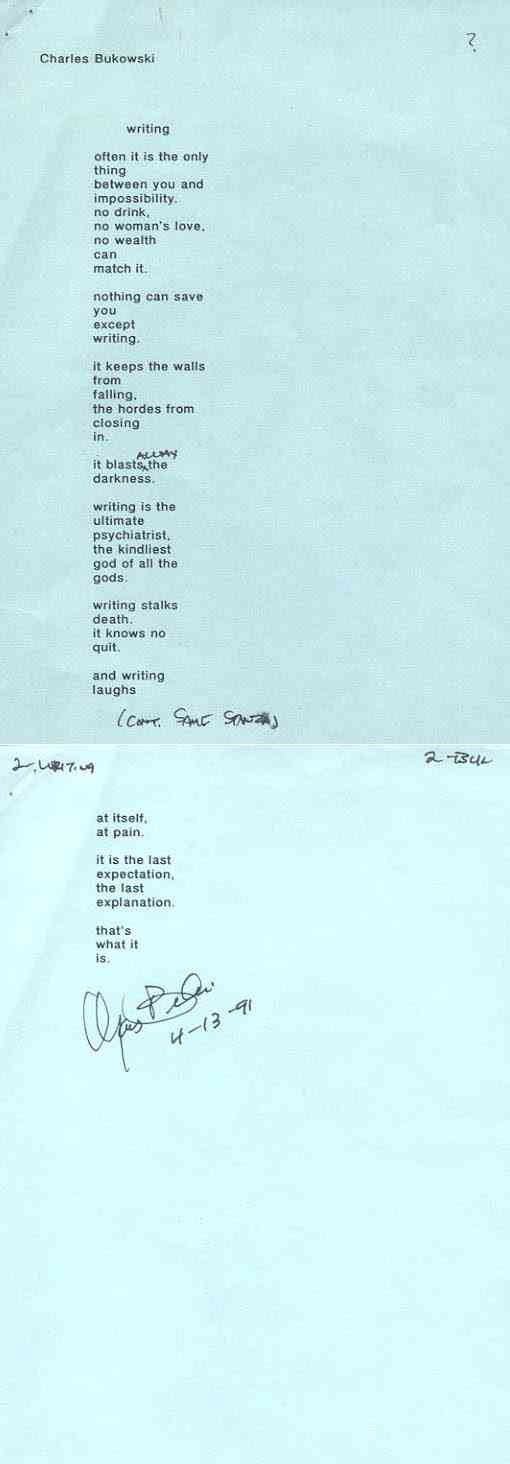 ?
Charles Bukowski
writing
often it is the only
thing
between you and
impossibility.
no drink,
no woman's love,
no wealth
can
match it.
nothing can save
you
except
writing.
it keeps the walls
from
falling,
the hordes from
closing
in.
it blasts the
darkness.
writing is the
ultimate
psychiatrist,
the kindliest
god of all the
gods.
writing stalks
death.
it knows no
quit.
and writing
laughs
(CONT. SAME STANZA)
2. WRITING 2-BUK
at itself,
at pain.
it is the last
expectation,
the last
explanation.
that's
what it
is.
4-13-91